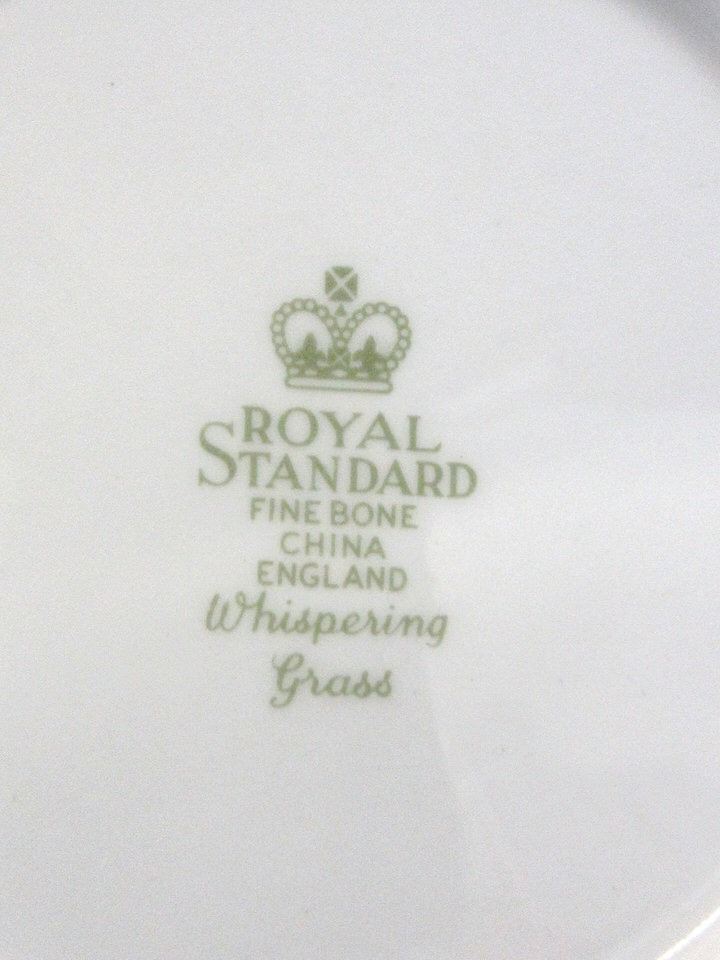 ROYAL
STANDARD
FINE BONE
CHINA
ENGLAND
Whispering
Grass